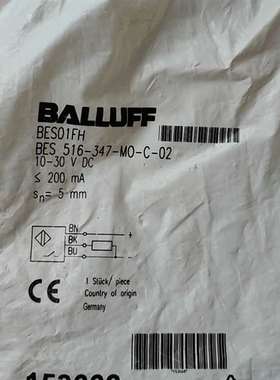 BALLUFF
BES01FH
BES 516-347-MO-C-02
10-30 V DC
≤ 200 mA
sn= 5 mm
BN +
BK
BU -
1 Stück/ piece
Country of origin
Germany
CE